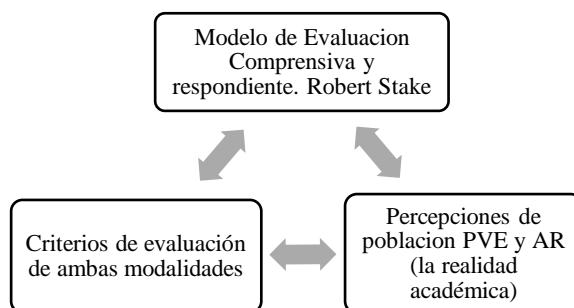 Modelo de Evaluacion
Comprensiva y
respondiente. Robert Stake
Criterios de evaluación
de ambas modalidades
Percepciones de
poblacion PVE y AR
(la realidad
académica)